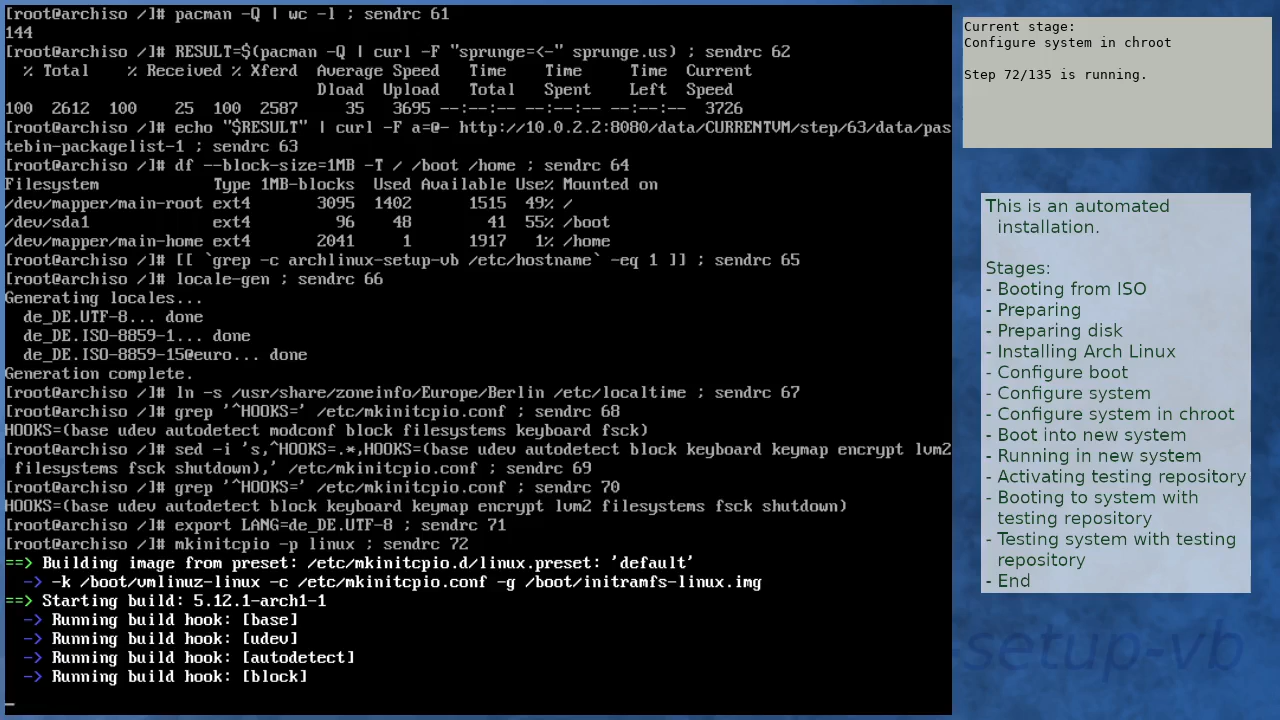 [root@archiso /]# pacman -Q | wc -l ; sendrc 61
144
[root@archiso /]# RESULT=$(pacman -Q | curl -F "sprunge=<-" sprunge.us) ; sendrc 62
  % Total    % Received % Xferd  Average Speed   Time    Time     Time  Current
                                 Dload  Upload   Total   Spent    Left  Speed
100  2612  100    25  100  2587     35   3695 --:--:-- --:--:-- --:--:--  3726
[root@archiso /]# echo "$RESULT" | curl -F a=@- http://10.0.2.2:8080/data/CURRENTVM/step/63/data/pas
tebin-packagelist-1 ; sendrc 63
[root@archiso /]# df --block-size=1MB -T / /boot /home ; sendrc 64
Filesystem            Type 1MB-blocks  Used Available Use% Mounted on
/dev/mapper/main-root ext4       3095  1402      1515  49% /
/dev/sda1             ext4         96    48        41  55% /boot
/dev/mapper/main-home ext4       2041     1      1917   1% /home
[root@archiso /]# [[ `grep -c archlinux-setup-vb /etc/hostname` -eq 1 ]] ; sendrc 65
[root@archiso /]# locale-gen ; sendrc 66
Generating locales...
  de_DE.UTF-8... done
  de_DE.ISO-8859-1... done
  de_DE.ISO-8859-15@euro... done
Generation complete.
[root@archiso /]# ln -s /usr/share/zoneinfo/Europe/Berlin /etc/localtime ; sendrc 67
[root@archiso /]# grep '^HOOKS=' /etc/mkinitcpio.conf ; sendrc 68
HOOKS=(base udev autodetect modconf block filesystems keyboard fsck)
[root@archiso /]# sed -i 's,^HOOKS=.*,HOOKS=(base udev autodetect block keyboard keymap encrypt lvm2
 filesystems fsck shutdown),' /etc/mkinitcpio.conf ; sendrc 69
[root@archiso /]# grep '^HOOKS=' /etc/mkinitcpio.conf ; sendrc 70
HOOKS=(base udev autodetect block keyboard keymap encrypt lvm2 filesystems fsck shutdown)
[root@archiso /]# export LANG=de_DE.UTF-8 ; sendrc 71
[root@archiso /]# mkinitcpio -p linux ; sendrc 72
==> Building image from preset: /etc/mkinitcpio.d/linux.preset: 'default'
  -> -k /boot/vmlinuz-linux -c /etc/mkinitcpio.conf -g /boot/initramfs-linux.img
==> Starting build: 5.12.1-arch1-1
  -> Running build hook: [base]
  -> Running build hook: [udev]
  -> Running build hook: [autodetect]
  -> Running build hook: [block]
Current stage:
Configure system in chroot
Step 72/135 is running.
This is an automated
installation.
Stages:
- Booting from ISO
- Preparing
- Preparing disk
- Installing Arch Linux
- Configure boot
- Configure system
- Configure system in chroot
- Boot into new system
- Running in new system
- Activating testing repository
- Booting to system with
testing repository
- Testing system with testing
repository
- End
-setup-vb